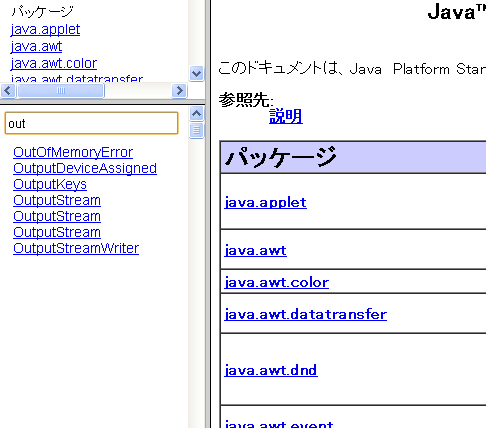 パッケージ
java.applet
java.awt
java.awt.color
java.awt.datatransfer
out
OutOfMemoryError
OutputDeviceAssigned
OutputKeys
OutputStream
OutputStream
OutputStream
OutputStreamWriter
Java™
このドキュメントは、Java Platform Stan
参照先:
説明
パッケージ
java.applet
java.awt
java.awt.color
java.awt.datatransfer
java.awt.dnd
java.awt.event